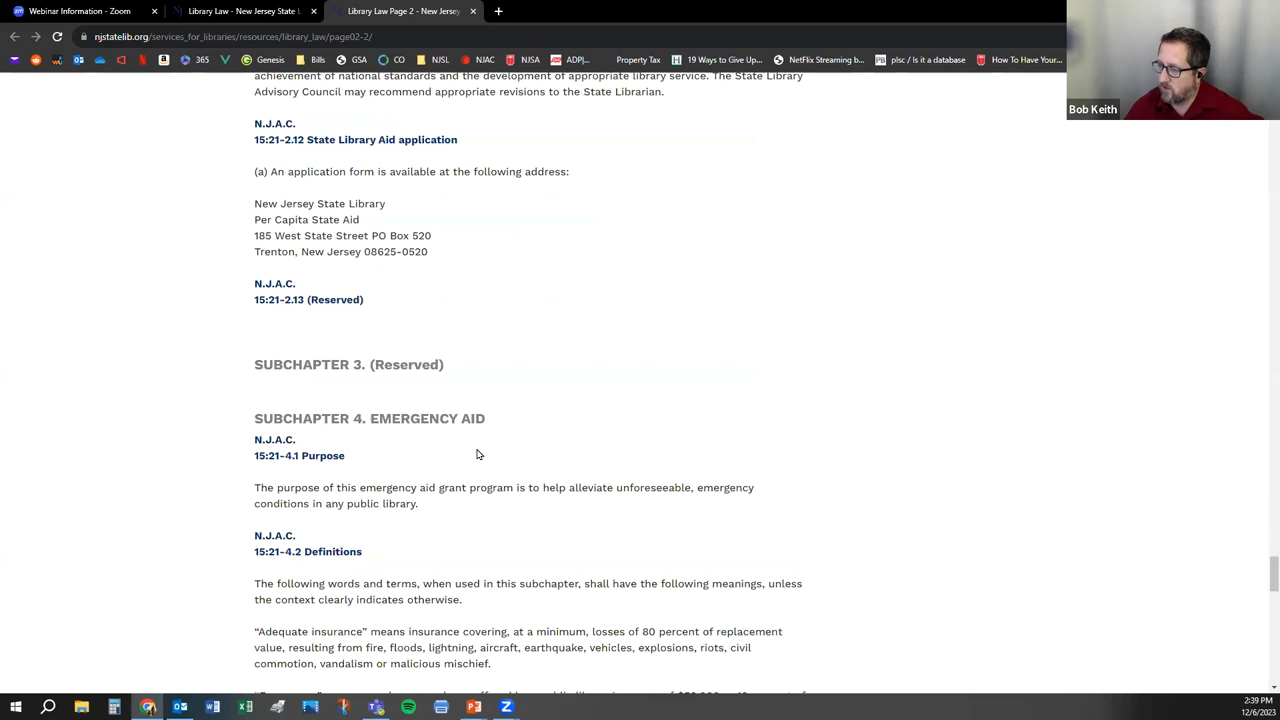 Webinar Information - Zoom
Library Law - New Jersey State L
Library Law Page 2 - New Jersey
njstatelib.org/services_for_libraries/resources/library_law/page02-2/
GSA
NJSL
365
Genesis
Bills
CO
NJAC
NJSA
ADP|...
Property Tax
19 Ways to Give Up...
NetFlix Streaming b...
plsc / Is it a database
How To Have Your...
achievement of national standards and the development of appropriate library service. The State Library
Advisory Council may recommend appropriate revisions to the State Librarian.
N.J.A.C.
15:21-2.12 State Library Aid application
(a) An application form is available at the following address:
New Jersey State Library
Per Capita State Aid
185 West State Street PO Box 520
Trenton, New Jersey 08625-0520
N.J.A.C.
15:21-2.13 (Reserved)
SUBCHAPTER 3. (Reserved)
SUBCHAPTER 4. EMERGENCY AID
N.J.A.C.
15:21-4.1 Purpose
The purpose of this emergency aid grant program is to help alleviate unforeseeable, emergency
conditions in any public library.
N.J.A.C.
15:21-4.2 Definitions
The following words and terms, when used in this subchapter, shall have the following meanings, unless
the context clearly indicates otherwise.
“Adequate insurance” means insurance covering, at a minimum, losses of 80 percent of replacement
value, resulting from fire, floods, lightning, aircraft, earthquake, vehicles, explosions, riots, civil
commotion, vandalism or malicious mischief.
Bob Keith
2:39 PM
12/6/2023